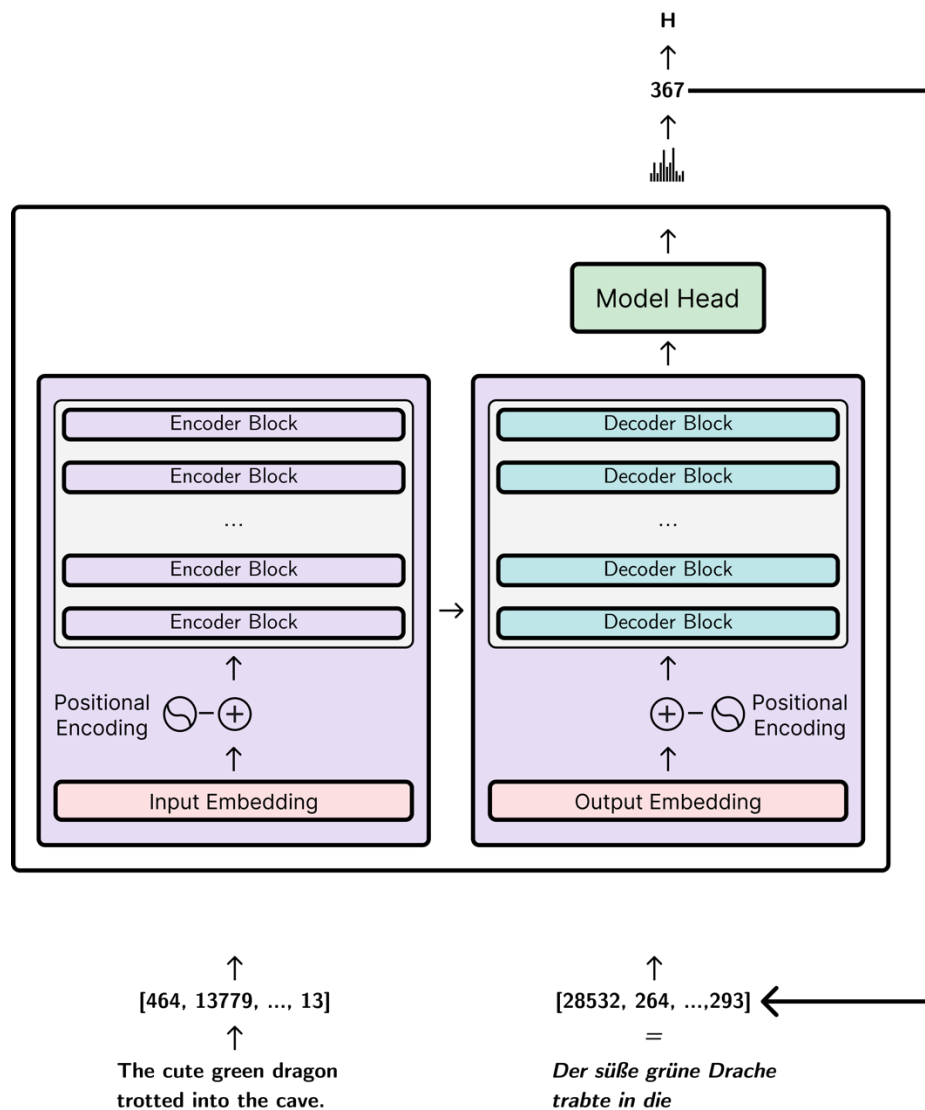 H
367
Model Head
Encoder Block
Encoder Block
...
Encoder Block
Encoder Block
Positional
Encoding
Input Embedding
Decoder Block
Decoder Block
...
Decoder Block
Decoder Block
Positional
Encoding
Output Embedding
[464, 13779, ..., 13]
The cute green dragon
trotted into the cave.
[28532, 264, ...,293]
=
Der süße grüne Drache
trabte in die